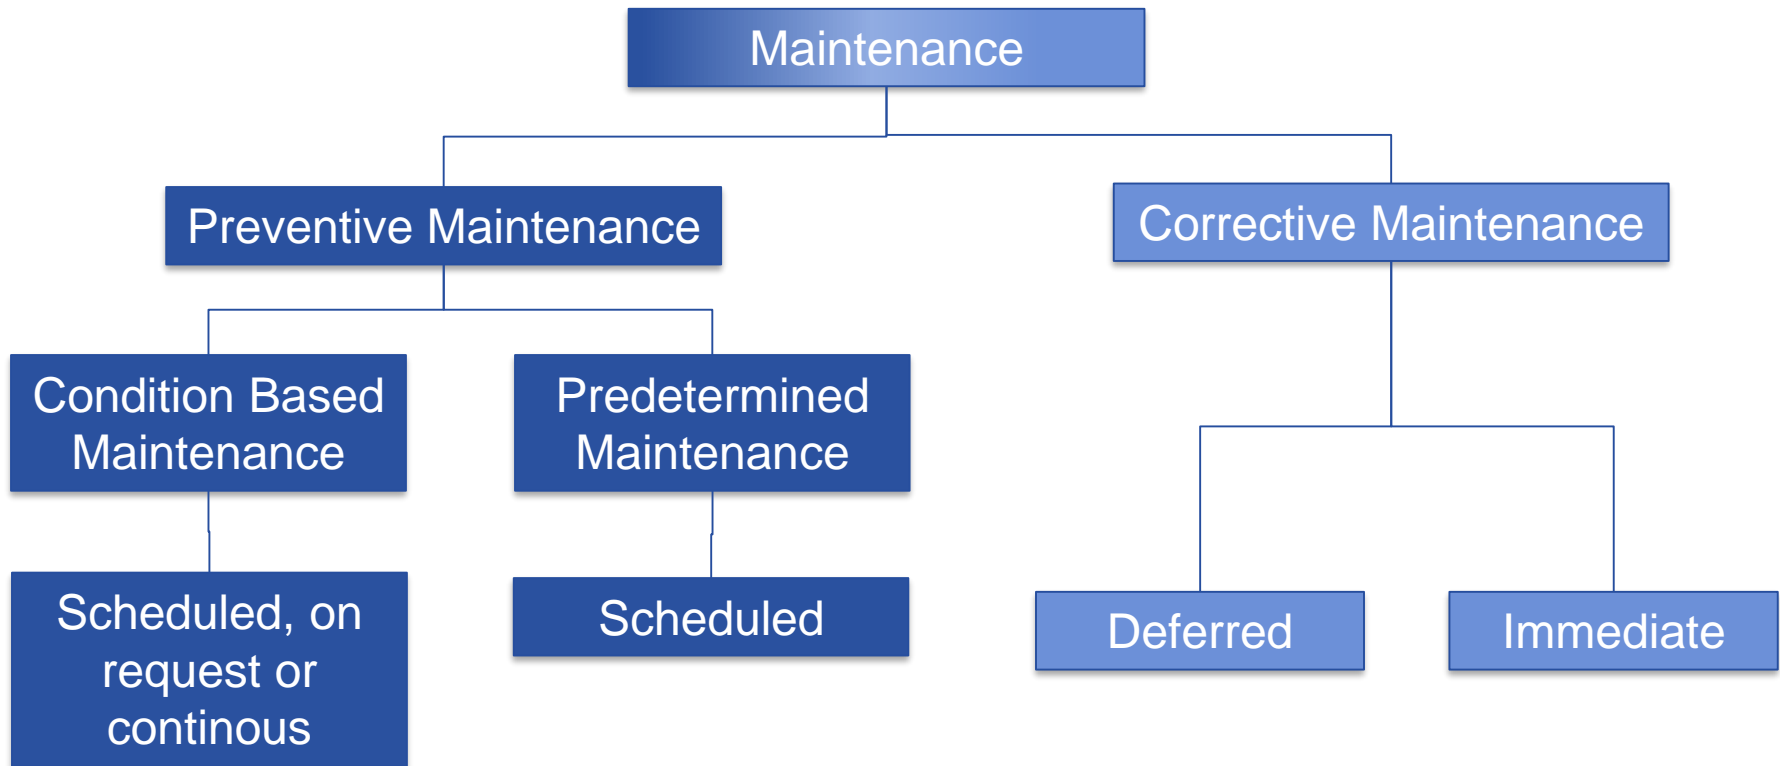 Maintenance
Preventive Maintenance
Corrective Maintenance
Condition Based
Maintenance
Predetermined
Maintenance
Scheduled, on
request or
continous
Scheduled
Deferred
Immediate